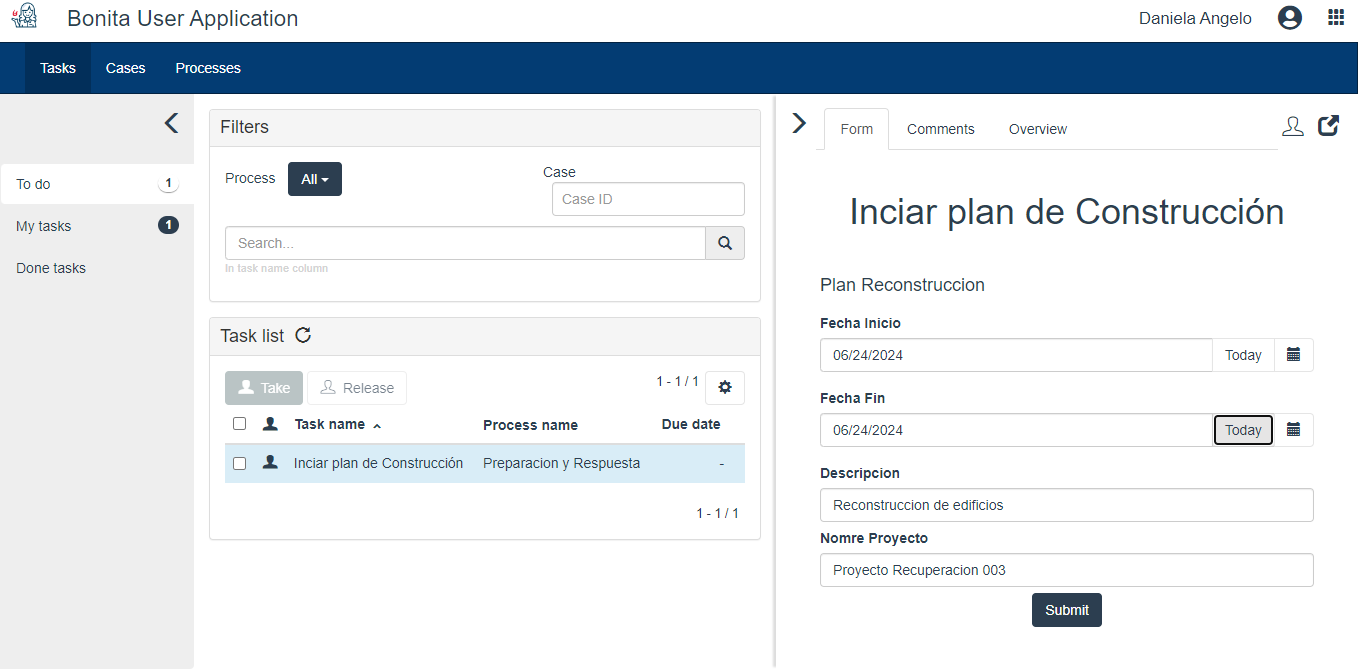 Bonita User Application
Daniela Angelo
Tasks Cases Processes
To do 1
My tasks 1
Done tasks
Filters
Process All
Case
Case ID
Search...
In task name column
Task list
Take Release 1 - 1 / 1
Task name Process name Due date
Inciar plan de Construcción Preparacion y Respuesta -
1 - 1 / 1
Form Comments Overview
Inciar plan de Construcción
Plan Reconstruccion
Fecha Inicio
06/24/2024 Today
Fecha Fin
06/24/2024 Today
Descripcion
Reconstruccion de edificios
Nomre Proyecto
Proyecto Recuperacion 003
Submit